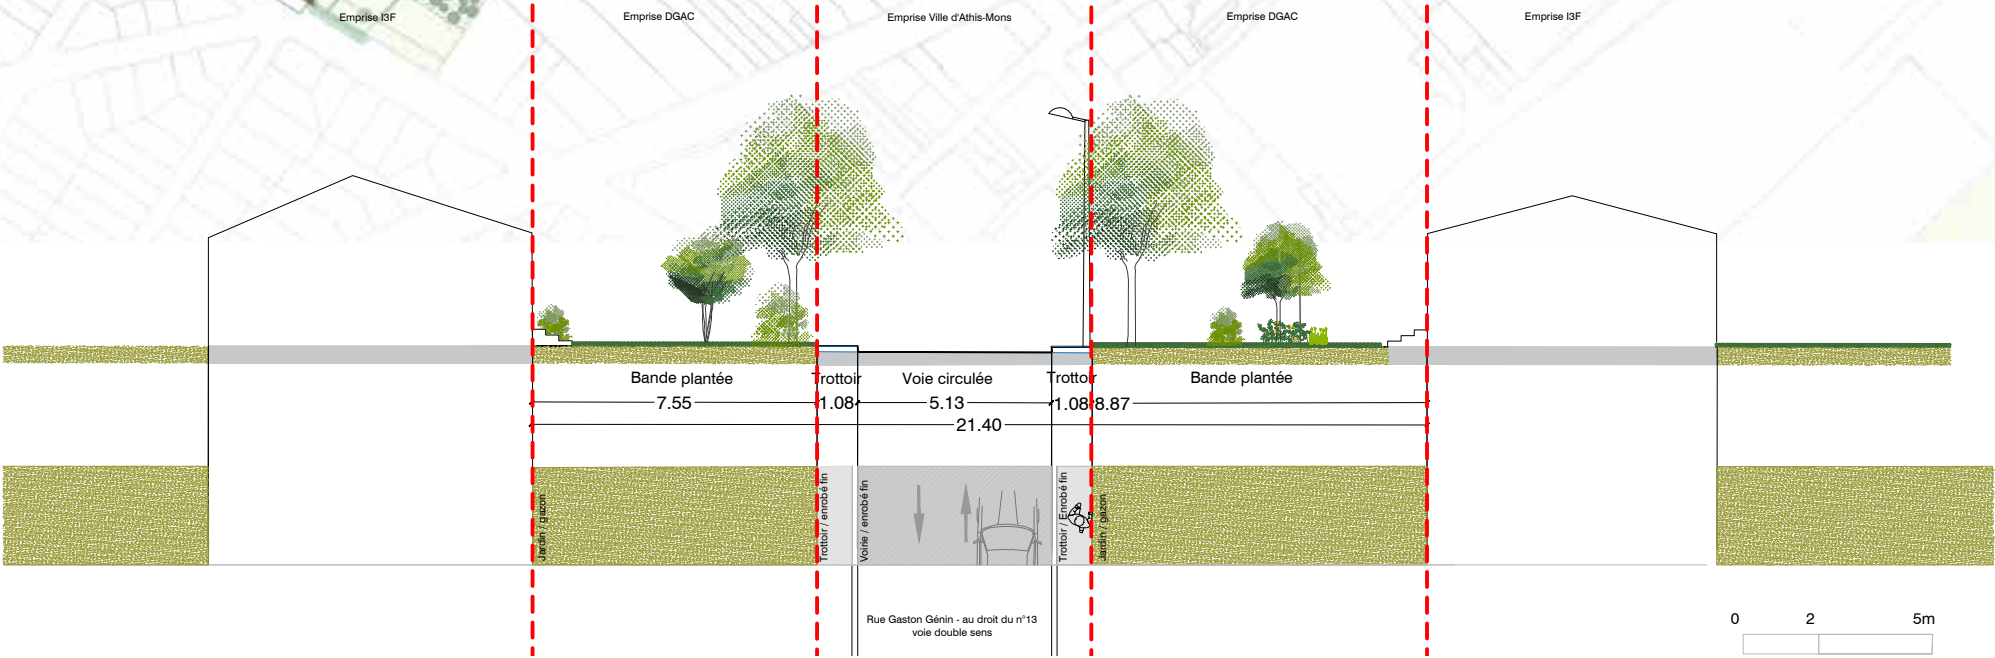 Emprise I3F
Emprise DGAC
Emprise Ville d'Athis-Mons
Emprise DGAC
Emprise I3F
Bande plantée
Trottoir
Voie circulée
Trottoir
Bande plantée
7.55
1.08
5.13
1.08
8.87
21.40
Jardin / gazon
Trottoir / enrobé fin
Voirie / enrobé fin
Trottoir / Enrobé fin
Jardin / gazon
Rue Gaston Génin - au droit du n°13
voie double sens
0 2 5m